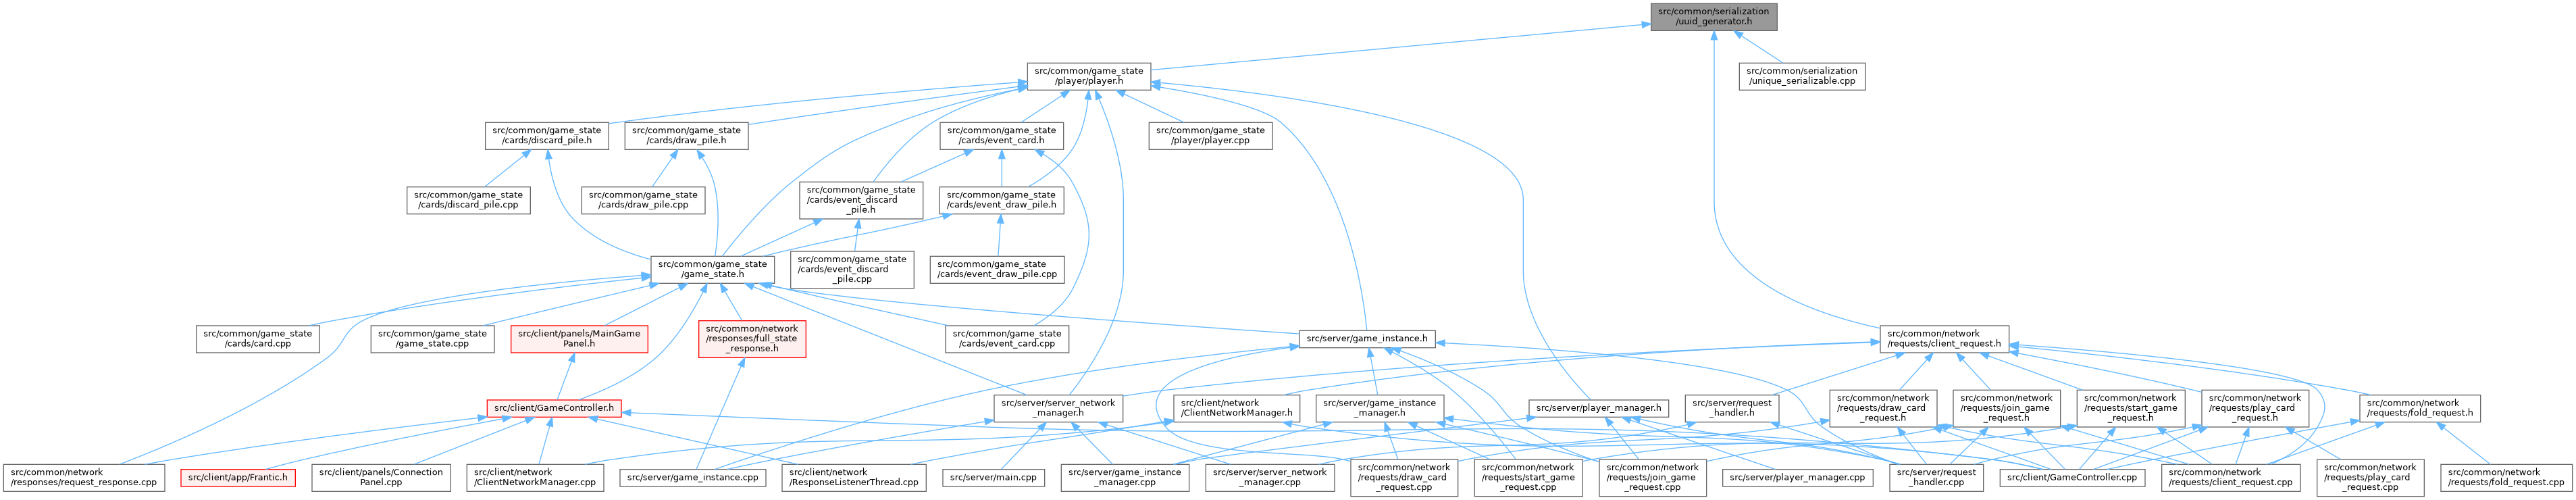 src/common/serialization
/uuid_generator.h
src/common/game_state
/player/player.h
src/common/serialization
/unique_serializable.cpp
src/common/game_state
/cards/discard_pile.h
src/common/game_state
/cards/draw_pile.h
src/common/game_state
/cards/event_card.h
src/common/game_state
/player/player.cpp
src/common/game_state
/cards/discard_pile.cpp
src/common/game_state
/cards/draw_pile.cpp
src/common/game_state
/cards/event_discard
_pile.h
src/common/game_state
/cards/event_draw_pile.h
src/common/game_state
/game_state.h
src/common/game_state
/cards/event_discard
_pile.cpp
src/common/game_state
/cards/event_draw_pile.cpp
src/common/game_state
/cards/card.cpp
src/common/game_state
/game_state.cpp
src/client/panels/MainGame
Panel.h
src/common/network
/responses/full_state
_response.h
src/common/game_state
/cards/event_card.cpp
src/server/game_instance.h
src/common/network
/requests/client_request.h
src/client/GameController.h
src/server/server_network
_manager.h
src/client/network
/ClientNetworkManager.h
src/server/game_instance
_manager.h
src/server/player_manager.h
src/server/request
_handler.h
src/common/network
/requests/draw_card
_request.h
src/common/network
/requests/join_game
_request.h
src/common/network
/requests/start_game
_request.h
src/common/network
/requests/play_card
_request.h
src/common/network
/requests/fold_request.h
src/common/network
/responses/request_response.cpp
src/client/app/Frantic.h
src/client/panels/Connection
Panel.cpp
src/client/network
/ClientNetworkManager.cpp
src/server/game_instance.cpp
src/client/network
/ResponseListenerThread.cpp
src/server/main.cpp
src/server/game_instance
_manager.cpp
src/server/server_network
_manager.cpp
src/common/network
/requests/draw_card
_request.cpp
src/common/network
/requests/start_game
_request.cpp
src/common/network
/requests/join_game
_request.cpp
src/server/player_manager.cpp
src/server/request
_handler.cpp
src/client/GameController.cpp
src/common/network
/requests/client_request.cpp
src/common/network
/requests/play_card
_request.cpp
src/common/network
/requests/fold_request.cpp